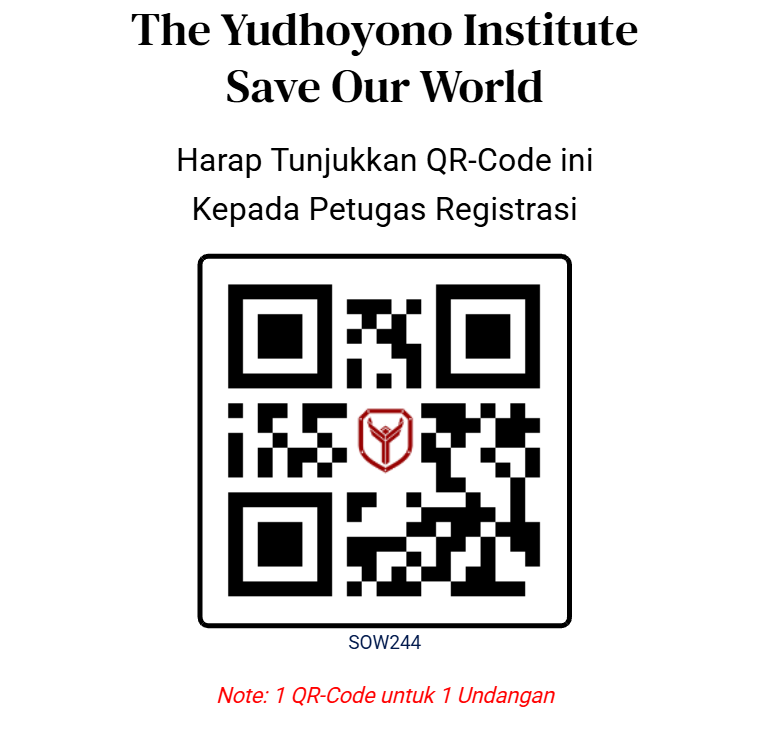 The Yudhoyono Institute
Save Our World
Harap Tunjukkan QR-Code ini
Kepada Petugas Registrasi
SOW244
Note: 1 QR-Code untuk 1 Undangan